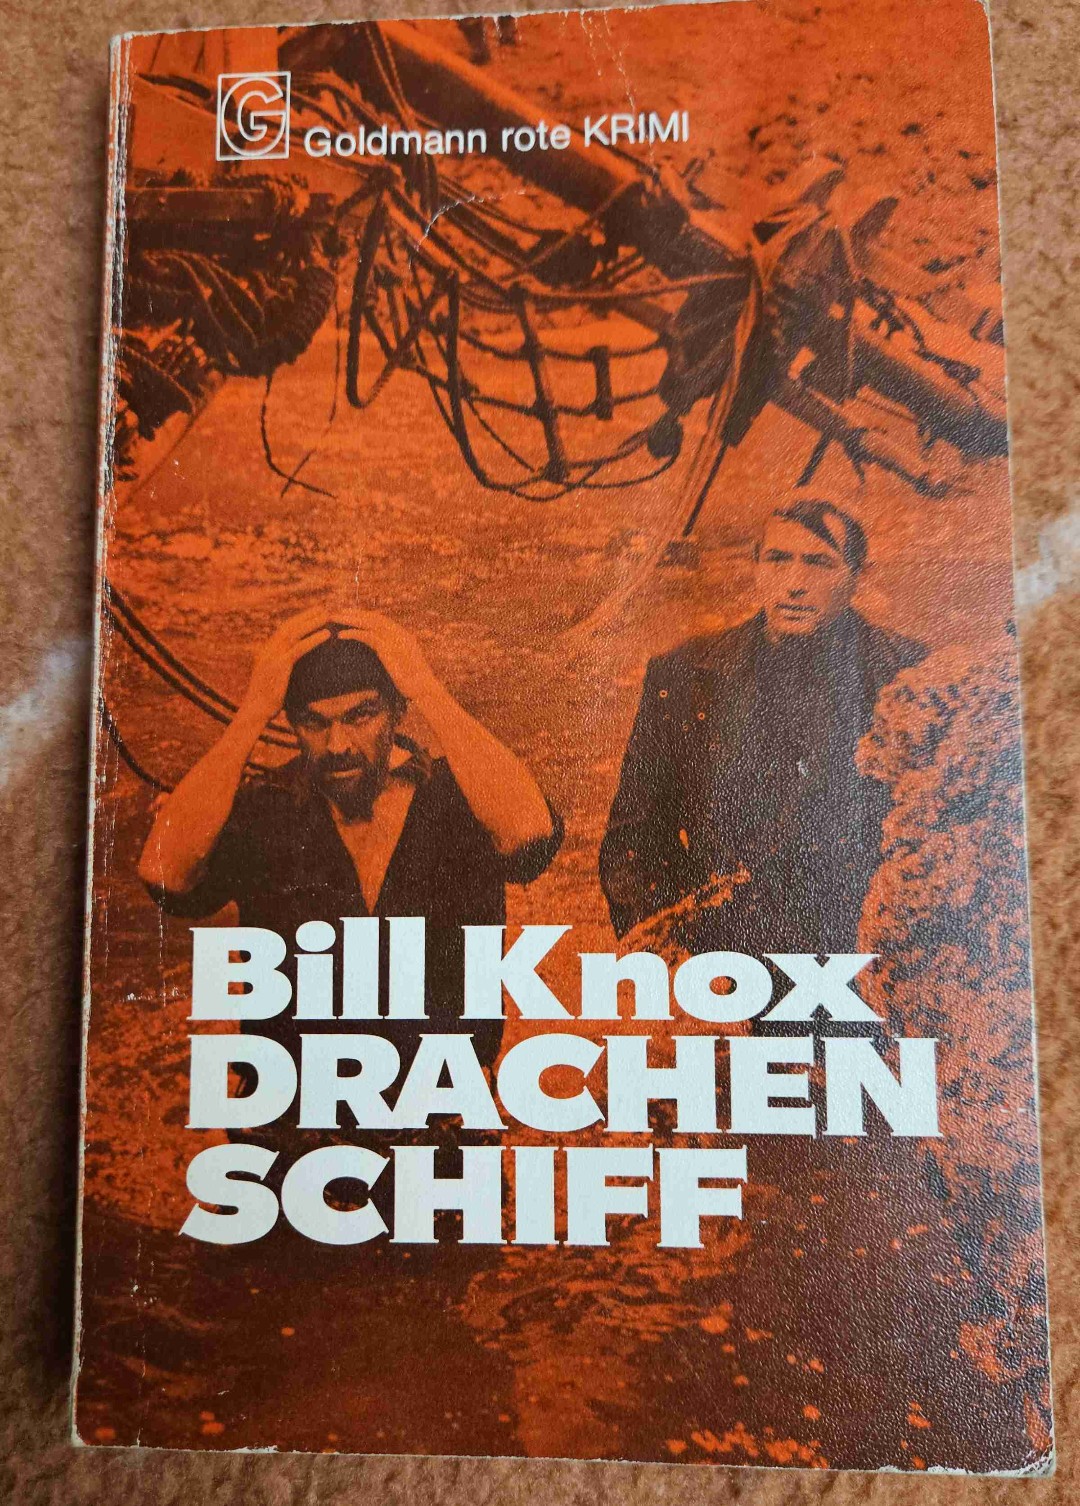 G Goldmann rote KRIMI
Bill Knox
DRACHEN
SCHIFF